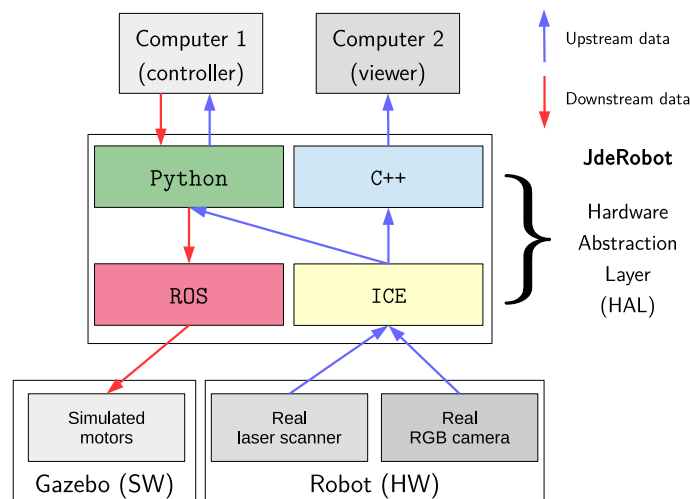 Computer 1
(controller)
Computer 2
(viewer)
Upstream data
Downstream data
JdeRobot
Python
C++
Hardware
Abstraction
Layer
(HAL)
ROS
ICE
Simulated
motors
Real
laser scanner
Real
RGB camera
Gazebo (SW)
Robot (HW)